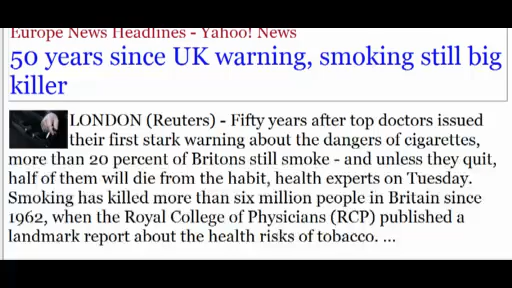 Europe News Headlines - Yahoo! News
50 years since UK warning, smoking still big
killer
LONDON (Reuters) - Fifty years after top doctors issued
their first stark warning about the dangers of cigarettes,
more than 20 percent of Britons still smoke - and unless they quit,
half of them will die from the habit, health experts on Tuesday.
Smoking has killed more than six million people in Britain since
1962, when the Royal College of Physicians (RCP) published a
landmark report about the health risks of tobacco. ...